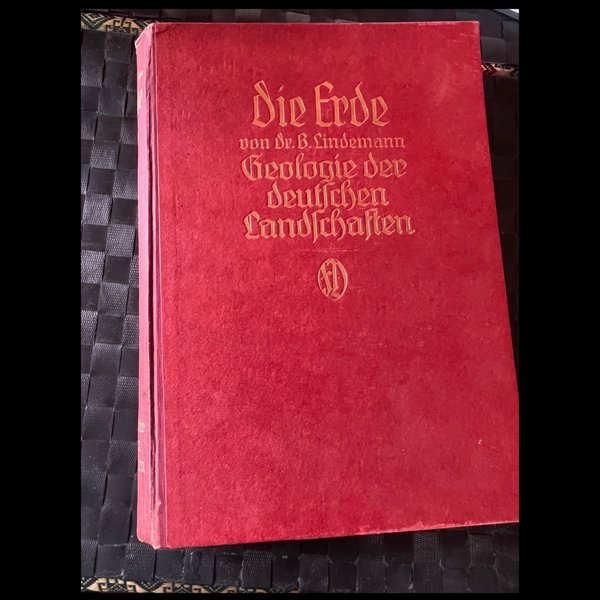 Die Erde
von Dr. B. Lindemann
Geologie der
deutſchen
Landſchaften